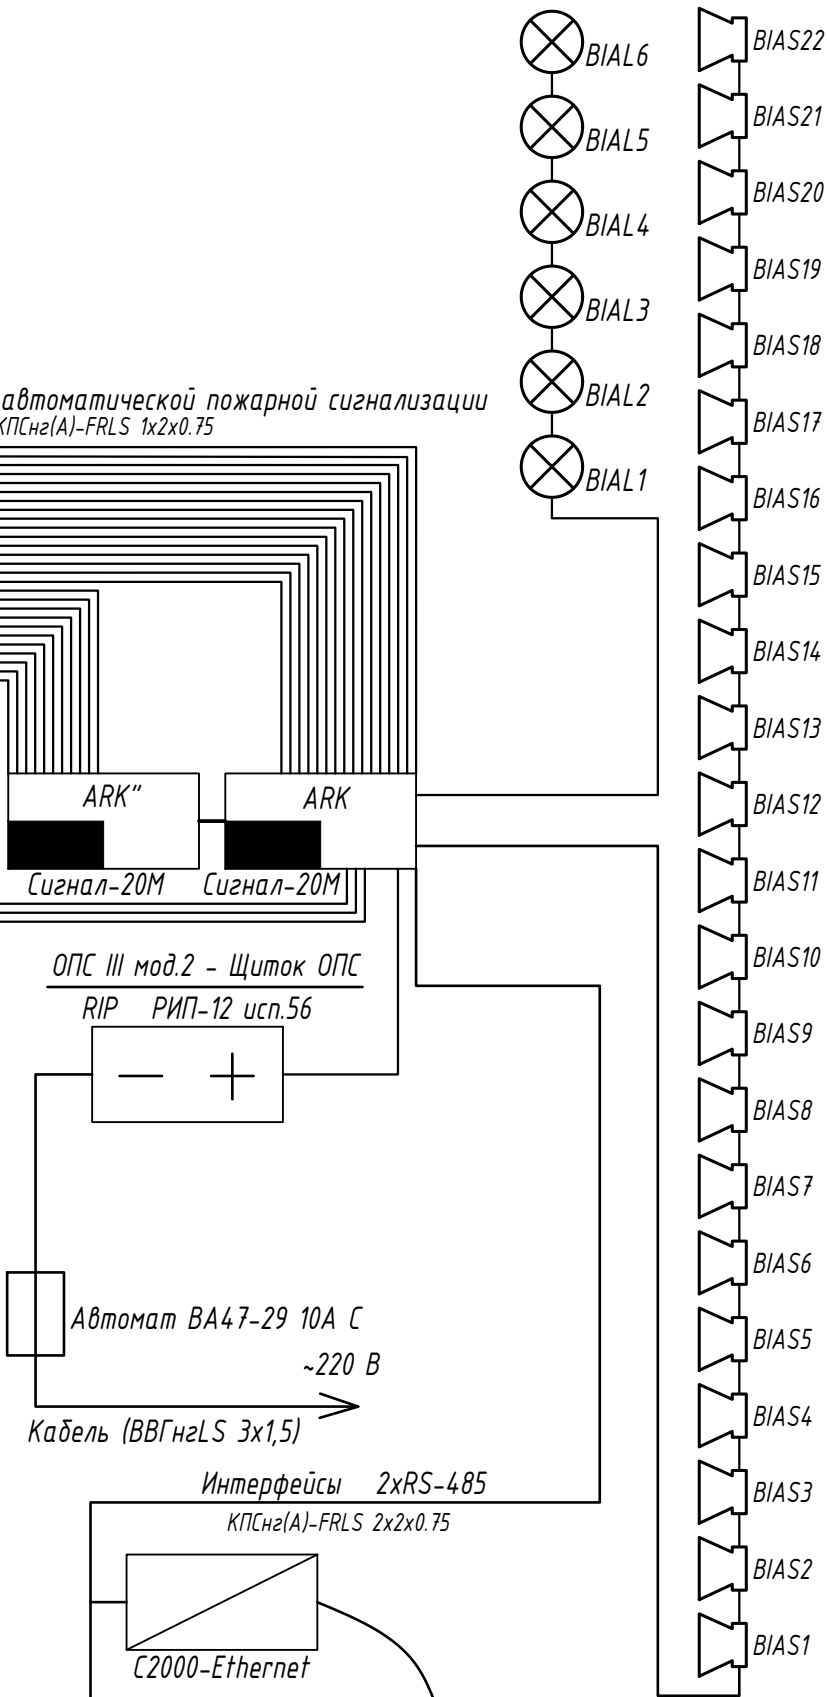 BIAL6
BIAS22
BIAS21
BIAL5
BIAS20
BIAL4
BIAS19
BIAL3
BIAS18
BIAL2
автоматической пожарной сигнализации
КПСнг(А)-FRLS 1х2х0.75
BIAS17
BIAL1
BIAS16
BIAS15
BIAS14
BIAS13
ARK"
ARK
BIAS12
Сигнал-20М
Сигнал-20М
BIAS11
ОПС III мод.2 - Щиток ОПС
BIAS10
RIP РИП-12 исп.56
BIAS9
BIAS8
BIAS7
BIAS6
Автомат ВА47-29 10А С
BIAS5
~220 В
BIAS4
Кабель (ВВГнгLS 3х1,5)
Интерфейсы 2хRS-485
BIAS3
КПСнг(А)-FRLS 2х2х0.75
BIAS2
BIAS1
С2000-Ethernet